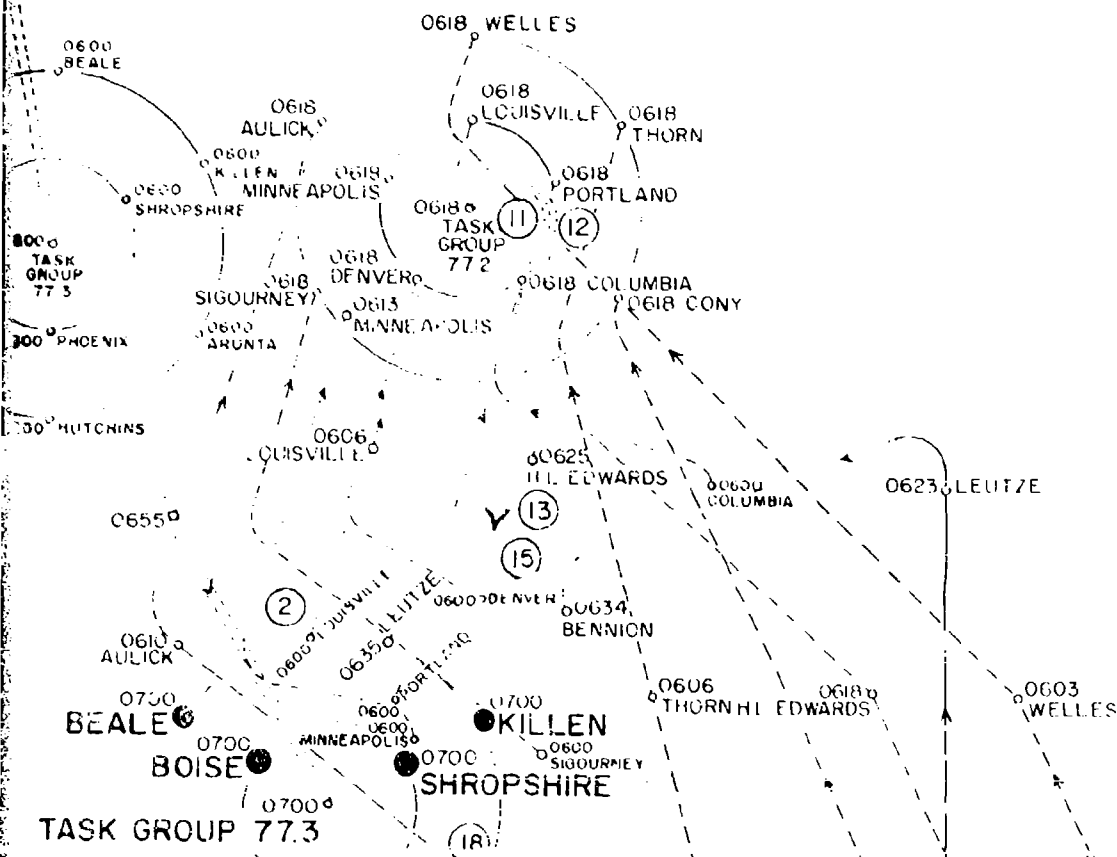 0618 WELLES
0600
BEALE
0618
LOUISVILLE
0618
AULICK
0618
THORN
0600
KILLEN
0618
MINNEAPOLIS
0618
PORTLAND
0600
SHROPSHIRE
0618
TASK
GROUP
77.2
11
12
TASK
GROUP
77.3
0618
DENVER
0618
SIGOURNEY
0618 COLUMBIA
0618 CONY
0613
MINNEAPOLIS
0600
ARUNTA
PHOENIX
HUTCHINS
0606
LOUISVILLE
0625
H.L. EDWARDS
0600
COLUMBIA
0623 LEUTZE
0655
13
15
2
0600 LOUISVILLE
0635 LEUTZE
0600 DENVER
0634
BENNION
0610
AULICK
0600 PORTLAND
0700
BEALE
0600
MINNEAPOLIS
0700
KILLEN
0606
THORN
0618
H.L. EDWARDS
0603
WELLES
0700
BOISE
0700
SHROPSHIRE
0600
SIGOURNEY
0700
TASK GROUP 77.3
18